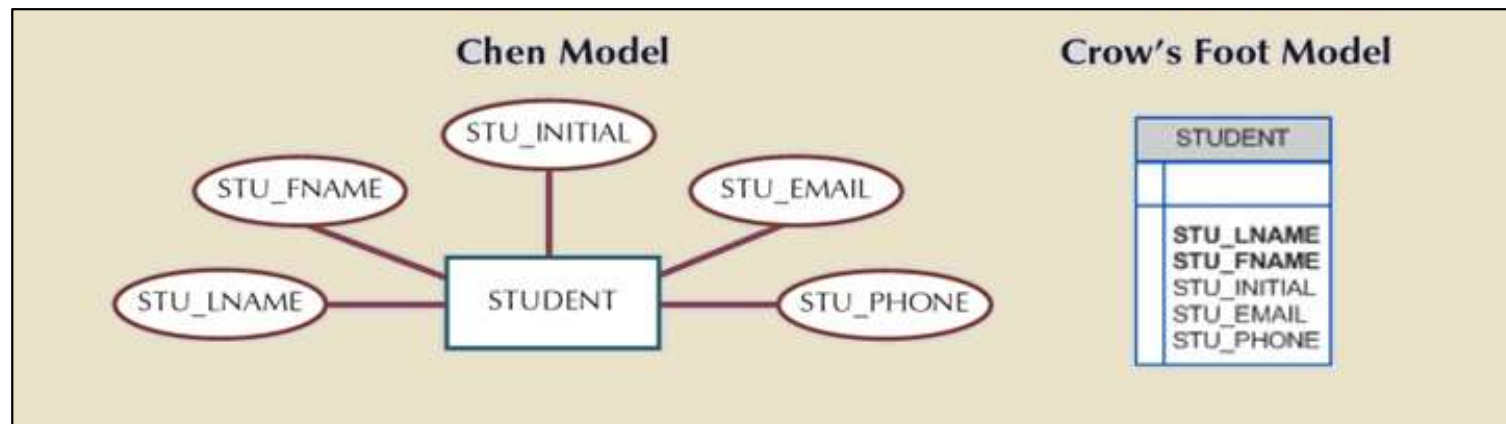 Chen Model
Crow's Foot Model
STU_INITIAL
STU_FNAME
STU_EMAIL
STU_LNAME
STUDENT
STU_PHONE
STUDENT
STU_LNAME
STU_FNAME
STU_INITIAL
STU_EMAIL
STU_PHONE